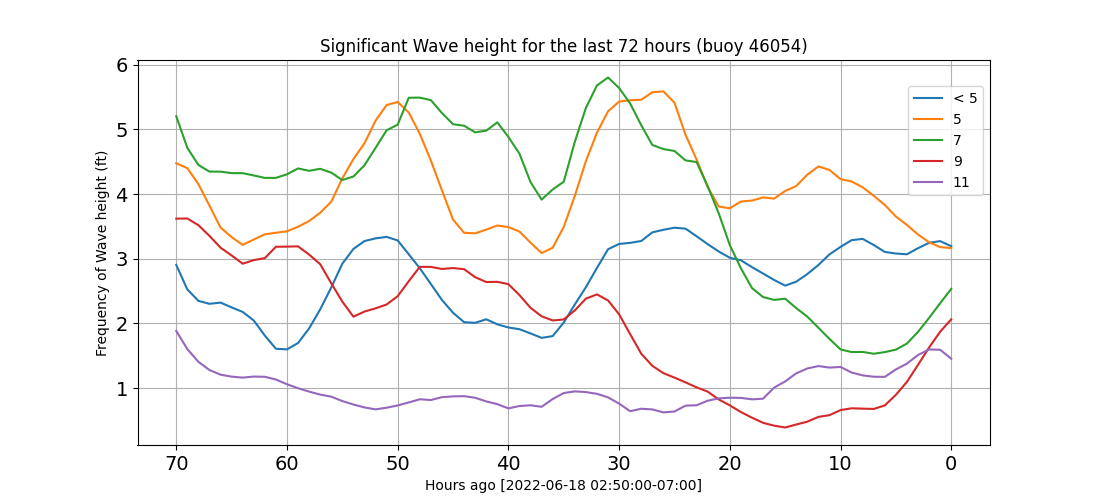 Significant Wave height for the last 72 hours (buoy 46054)
Frequency of Wave height (ft)
6
5
4
3
2
1
< 5
5
7
9
11
70 60 50 40 30 20 10 0
Hours ago [2022-06-18 02:50:00-07:00]